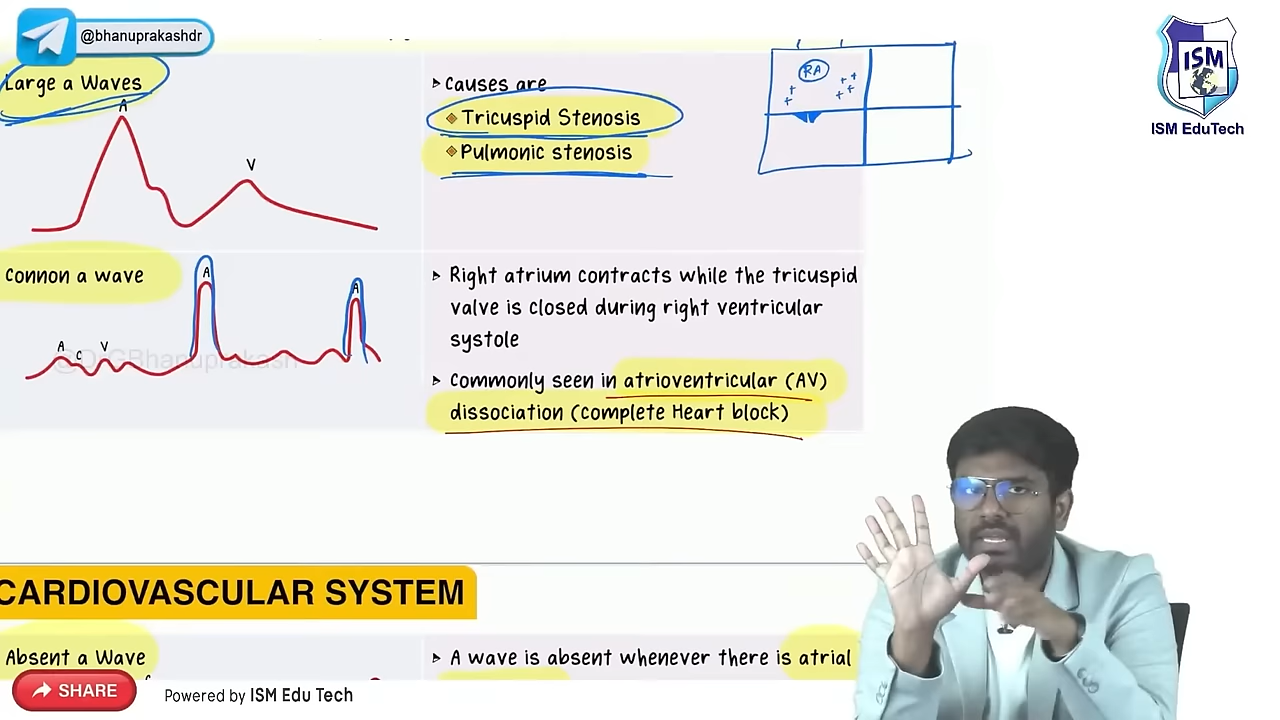 @bhanuprakashdr
ISM
ISM EduTech
Large a Waves
A
V
▹ Causes are
❖ Tricuspid Stenosis
❖ Pulmonic stenosis
RA
Connon a wave
A
A
A
C
V
@DrGBhanuprakash
▹ Right atrium contracts while the tricuspid
valve is closed during right ventricular
systole
▹ Commonly seen in atrioventricular (AV)
dissociation (complete Heart block)
CARDIOVASCULAR SYSTEM
Absent a Wave
▹ A wave is absent whenever there is atrial
SHARE
Powered by ISM Edu Tech